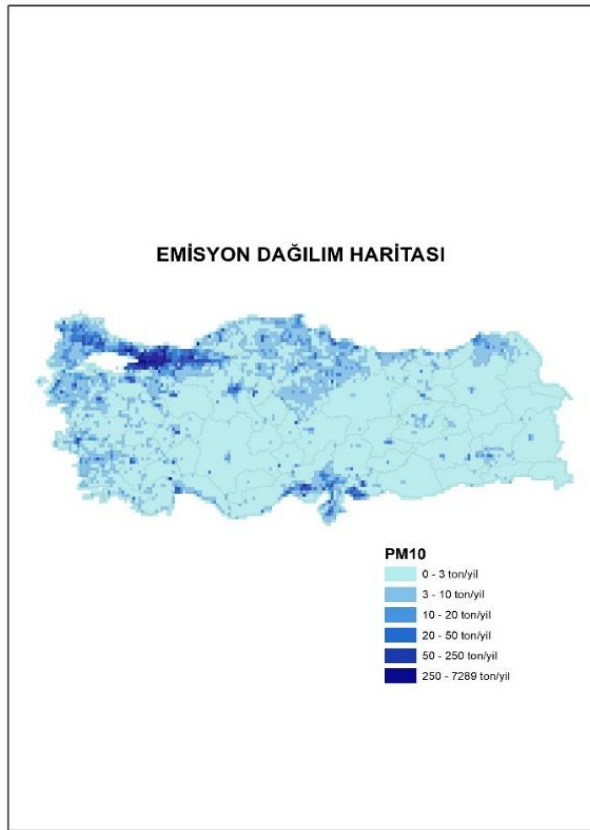 EMİSYON DAĞILIM HARİTASI
PM10
0 - 3 ton/yil
3 - 10 ton/yil
10 - 20 ton/yil
20 - 50 ton/yil
50 - 250 ton/yil
250 - 7289 ton/yil